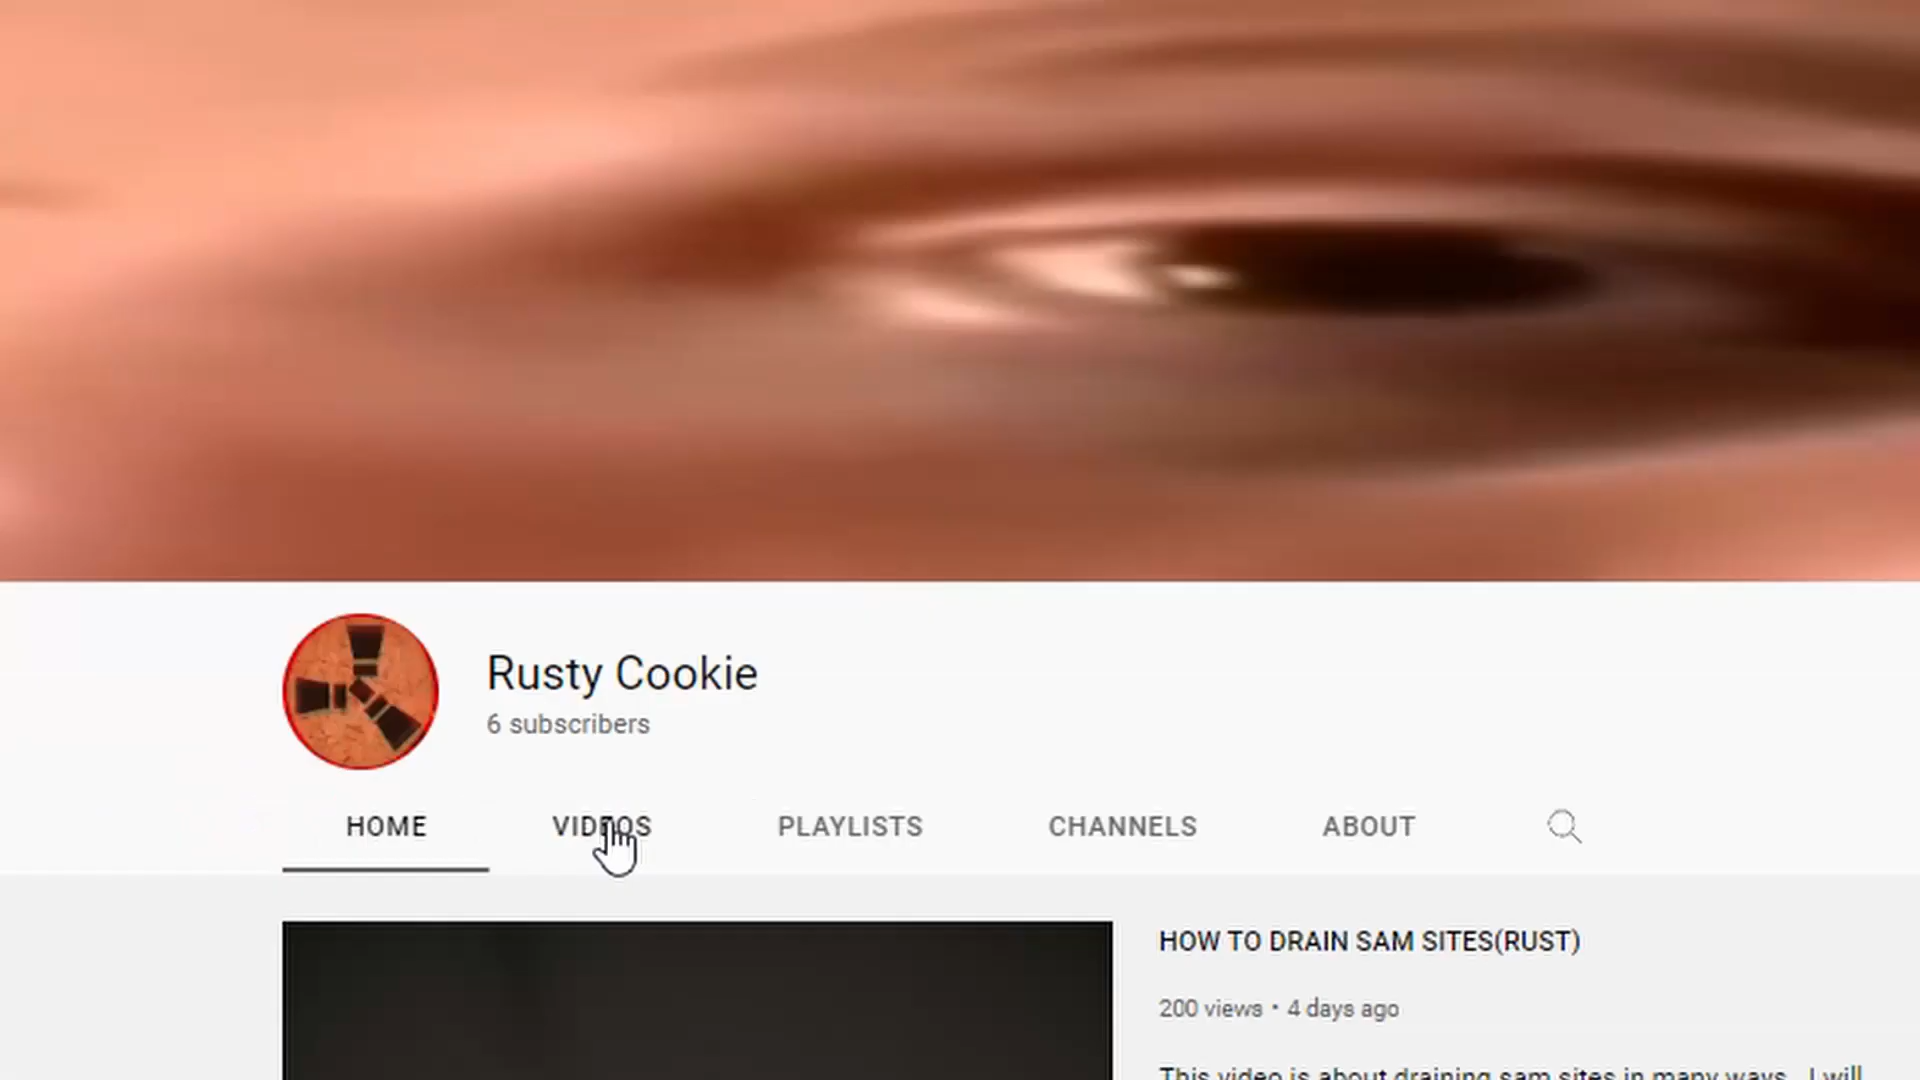 Rusty Cookie
6 subscribers
HOME VIDEOS PLAYLISTS CHANNELS ABOUT
HOW TO DRAIN SAM SITES(RUST)
200 views • 4 days ago
This video is about draining sam sites in many ways. I will